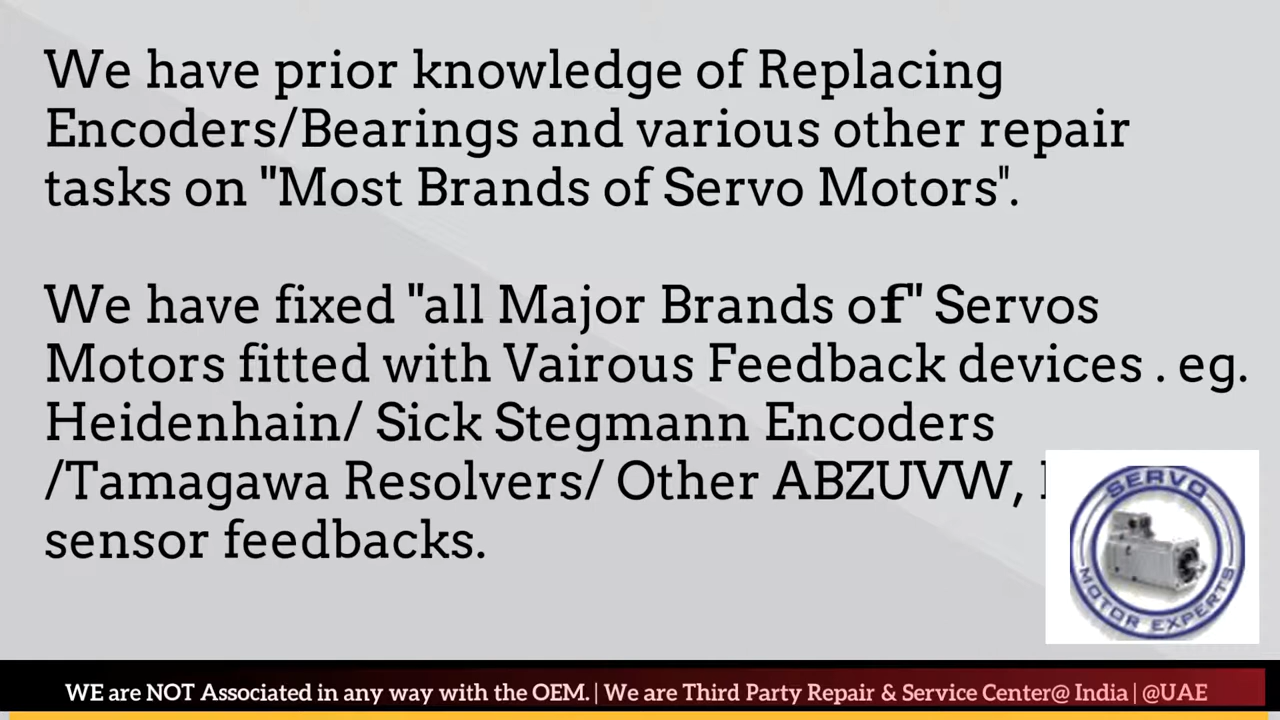 We have prior knowledge of Replacing
Encoders/Bearings and various other repair
tasks on "Most Brands of Servo Motors".
We have fixed "all Major Brands of" Servos
Motors fitted with Vairous Feedback devices . eg.
Heidenhain/ Sick Stegmann Encoders
/Tamagawa Resolvers/ Other ABZUVW,
sensor feedbacks.
SERVO
MOTOR EXPERTS
WE are NOT Associated in any way with the OEM. | We are Third Party Repair & Service Center@ India | @UAE